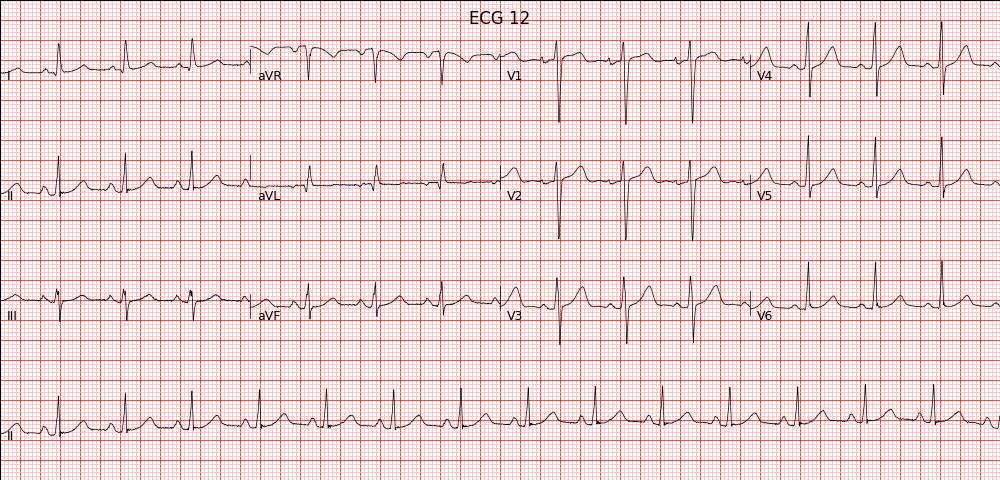 ECG 12
I aVR V1 V4
II aVL V2 V5
III aVF V3 V6
II